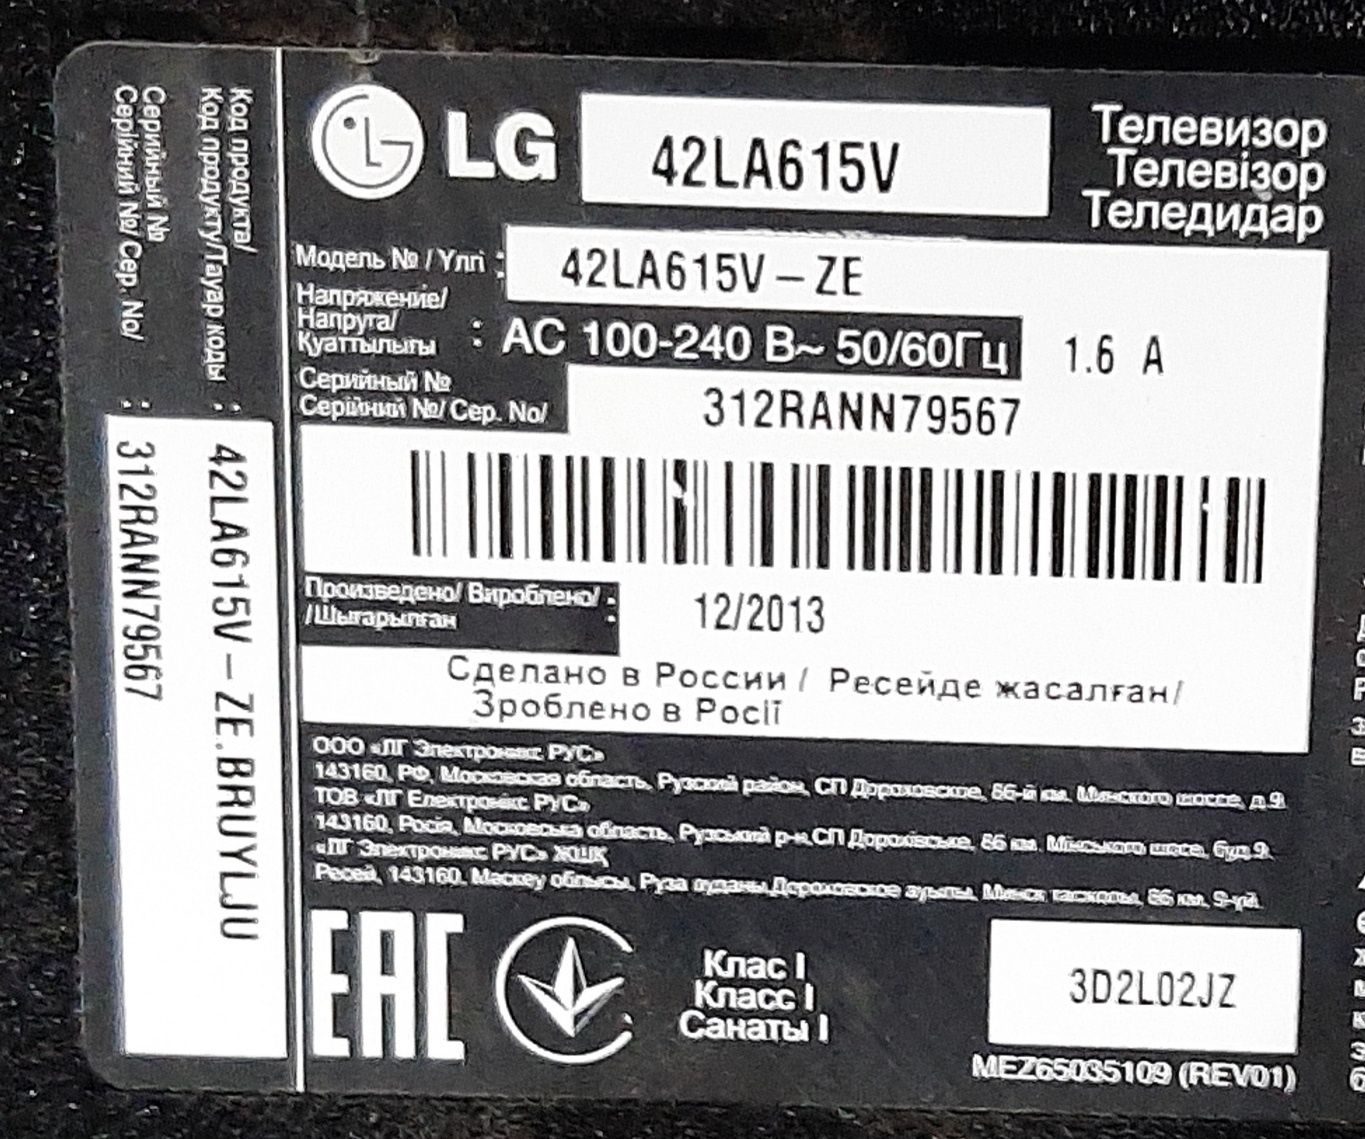 LG
42LA615V
Телевизор
Телевізор
Теледидар
Модель № / Үлгі :
42LA615V – ZE
Напряжение/
Напруга/
Қуаттылығы
: AC 100-240 В~ 50/60Гц
1.6 A
Серийный №
Серійний №/ Сер. No/
312RANN79567
Произведено/ Вироблено/ :
/Шығарылған
12/2013
Сделано в России / Ресейде жасалған/
Зроблено в Росії
ООО «ЛГ Электроникс РУС»
143160, РФ, Московская область, Рузский район, СП Дороховское, 86-й км. Минского шоссе, д.9.
ТОВ «ЛГ Електронікс РУС»
143160, Росія, Московська область, Рузський р-н,СП Дорохівське, 86 км. Мінського шосе, буд.9.
«ЛГ Электроникс РУС» ЖШҚ
Ресей, 143160, Маскеу облысы, Руза ауданы,Дороховское ауылы, Минск тасжолы, 86 км, 9-үй.
EAC
Клас I
Класс I
Санаты I
3D2L02JZ
MEZ65035109 (REV01)
Код продукта/
Код продукту/Тауар коды :
42LA615V – ZE.BRUYLJU
Серийный №
Серійний №/ Сер. No/ :
312RANN79567